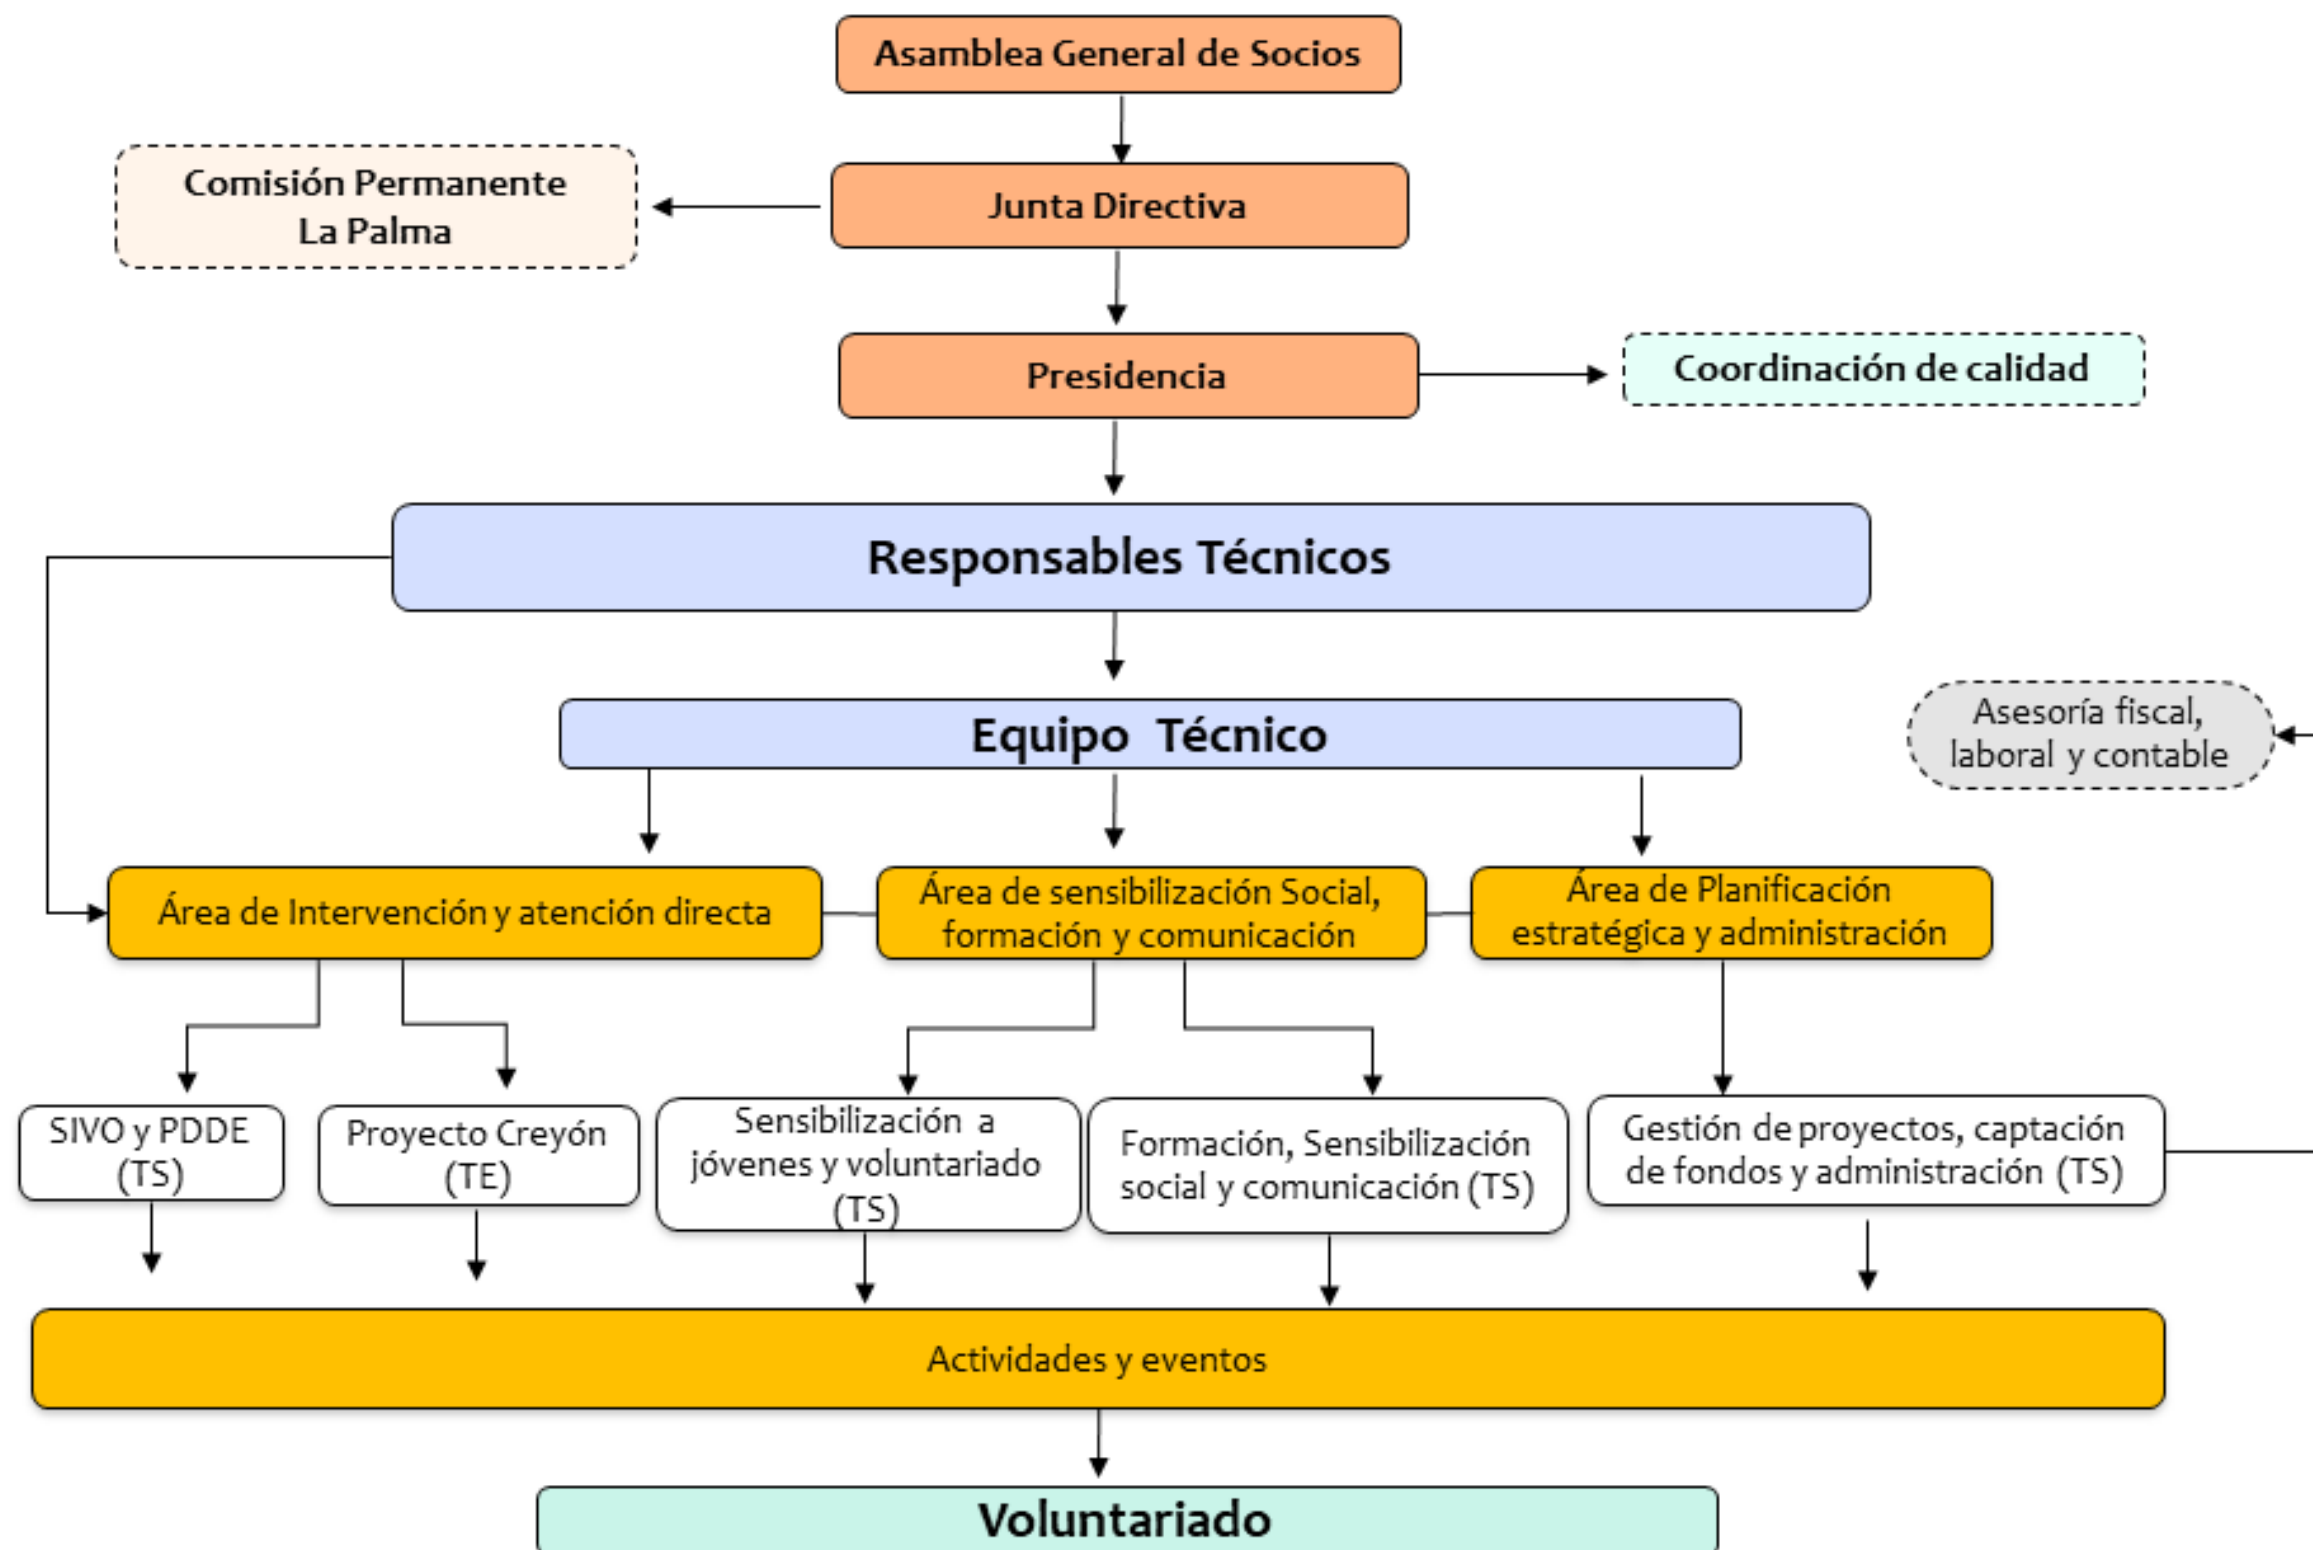 Asamblea General de Socios
Comisión Permanente
La Palma
Junta Directiva
Presidencia
Coordinación de calidad
Responsables Técnicos
Equipo Técnico
Asesoría fiscal,
laboral y contable
Área de Intervención y atención directa
Área de sensibilización Social,
formación y comunicación
Área de Planificación
estratégica y administración
SIVO y PDDE
(TS)
Proyecto Creyón
(TE)
Sensibilización a
jóvenes y voluntariado
(TS)
Formación, Sensibilización
social y comunicación (TS)
Gestión de proyectos, captación
de fondos y administración (TS)
Actividades y eventos
Voluntariado